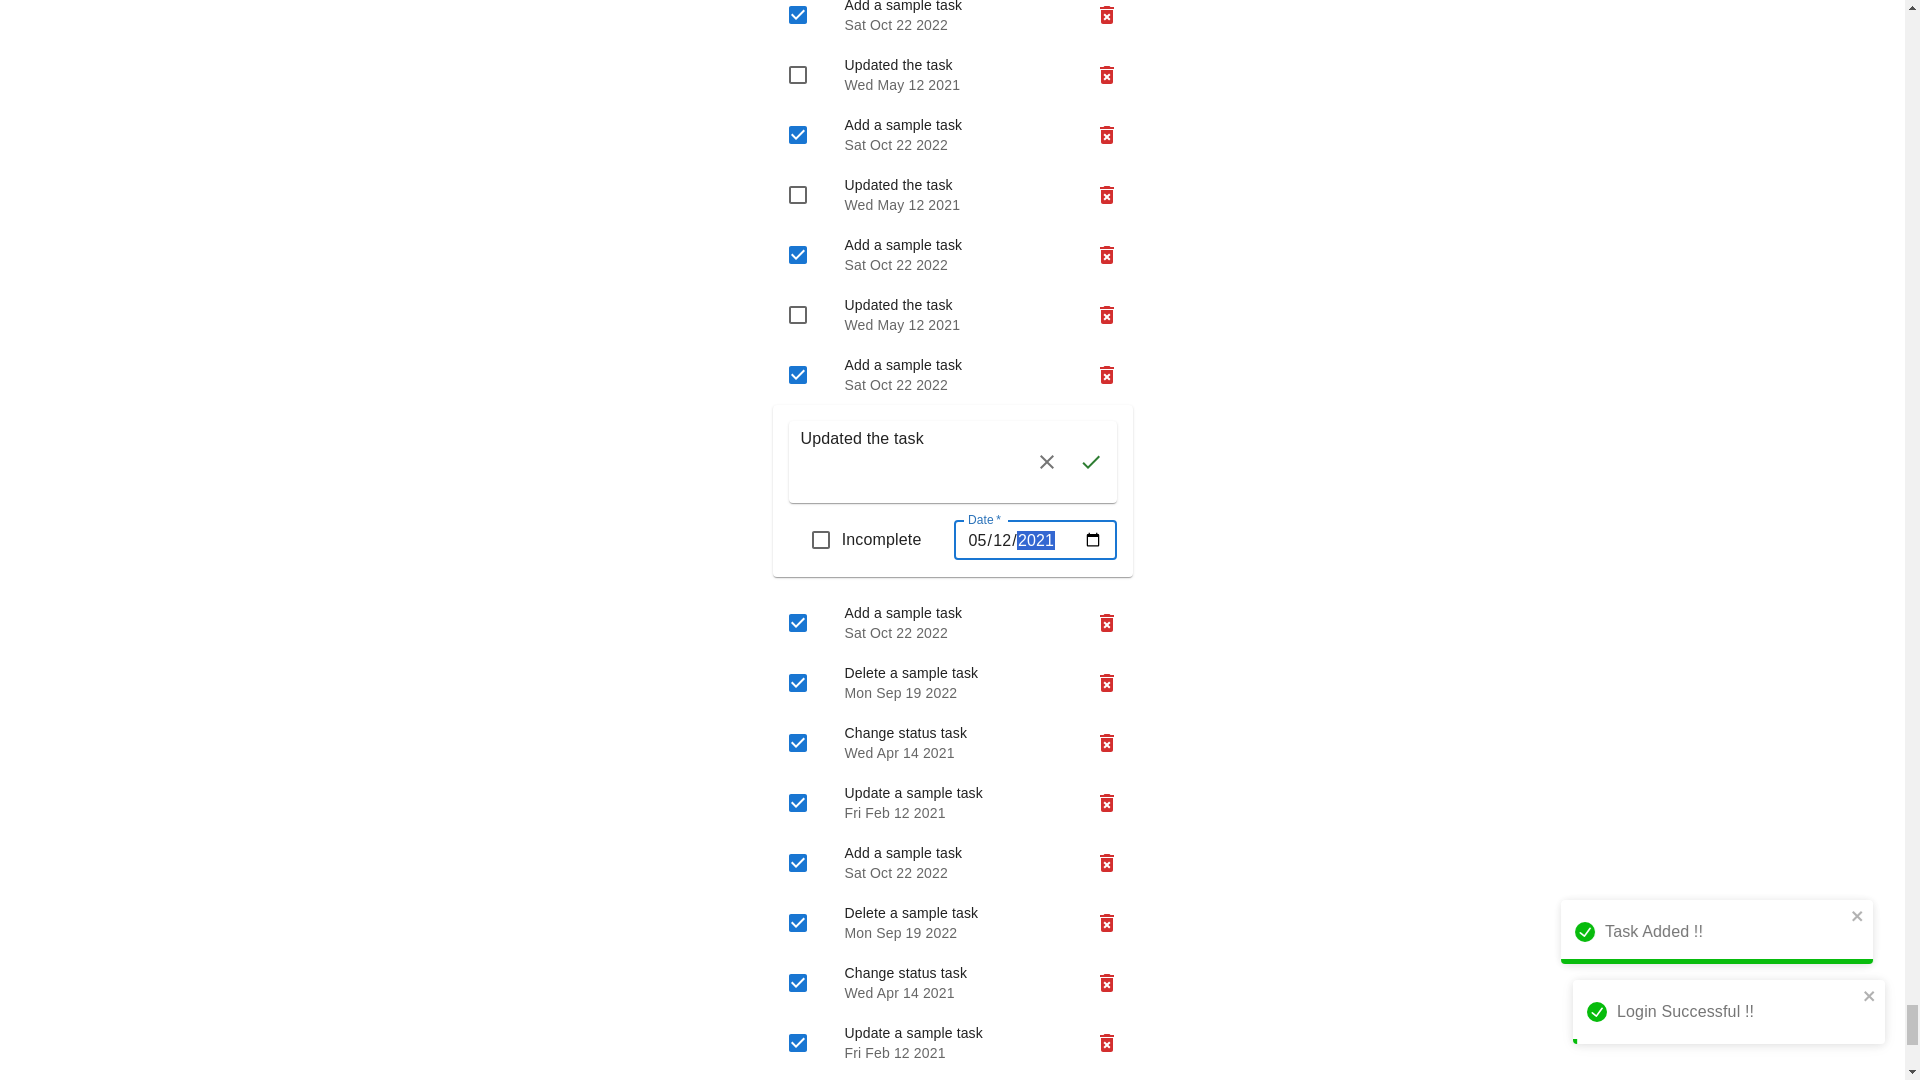 Add a sample task
Sat Oct 22 2022
Updated the task
Wed May 12 2021
Add a sample task
Sat Oct 22 2022
Updated the task
Wed May 12 2021
Add a sample task
Sat Oct 22 2022
Updated the task
Wed May 12 2021
Add a sample task
Sat Oct 22 2022
Updated the task
Date *
Incomplete
05/12/2021
Add a sample task
Sat Oct 22 2022
Delete a sample task
Mon Sep 19 2022
Change status task
Wed Apr 14 2021
Update a sample task
Fri Feb 12 2021
Add a sample task
Sat Oct 22 2022
Delete a sample task
Mon Sep 19 2022
Change status task
Wed Apr 14 2021
Update a sample task
Fri Feb 12 2021
Task Added !!
Login Successful !!